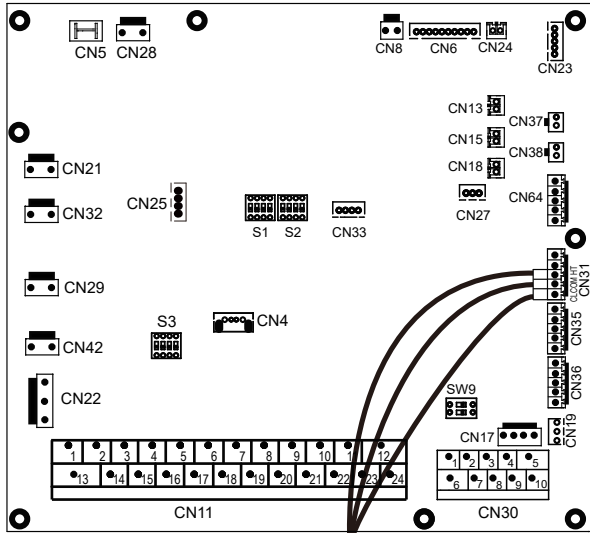 CN5
CN28
CN8
CN6
CN24
CN23
CN13
CN37
CN15
CN38
CN18
CN21
CN64
CN25
CN32
CN27
S1
S2
CN33
CLCOM HT
CN31
CN29
CN4
S3
CN35
CN42
CN36
SW9
CN22
CN17
CN19
1 2 3 4 5 6 7 8 9 10 1 12
13 14 15 16 17 18 19 20 21 22 23 24
1 2 3 4 5
6 7 8 9 10
CN11
CN30